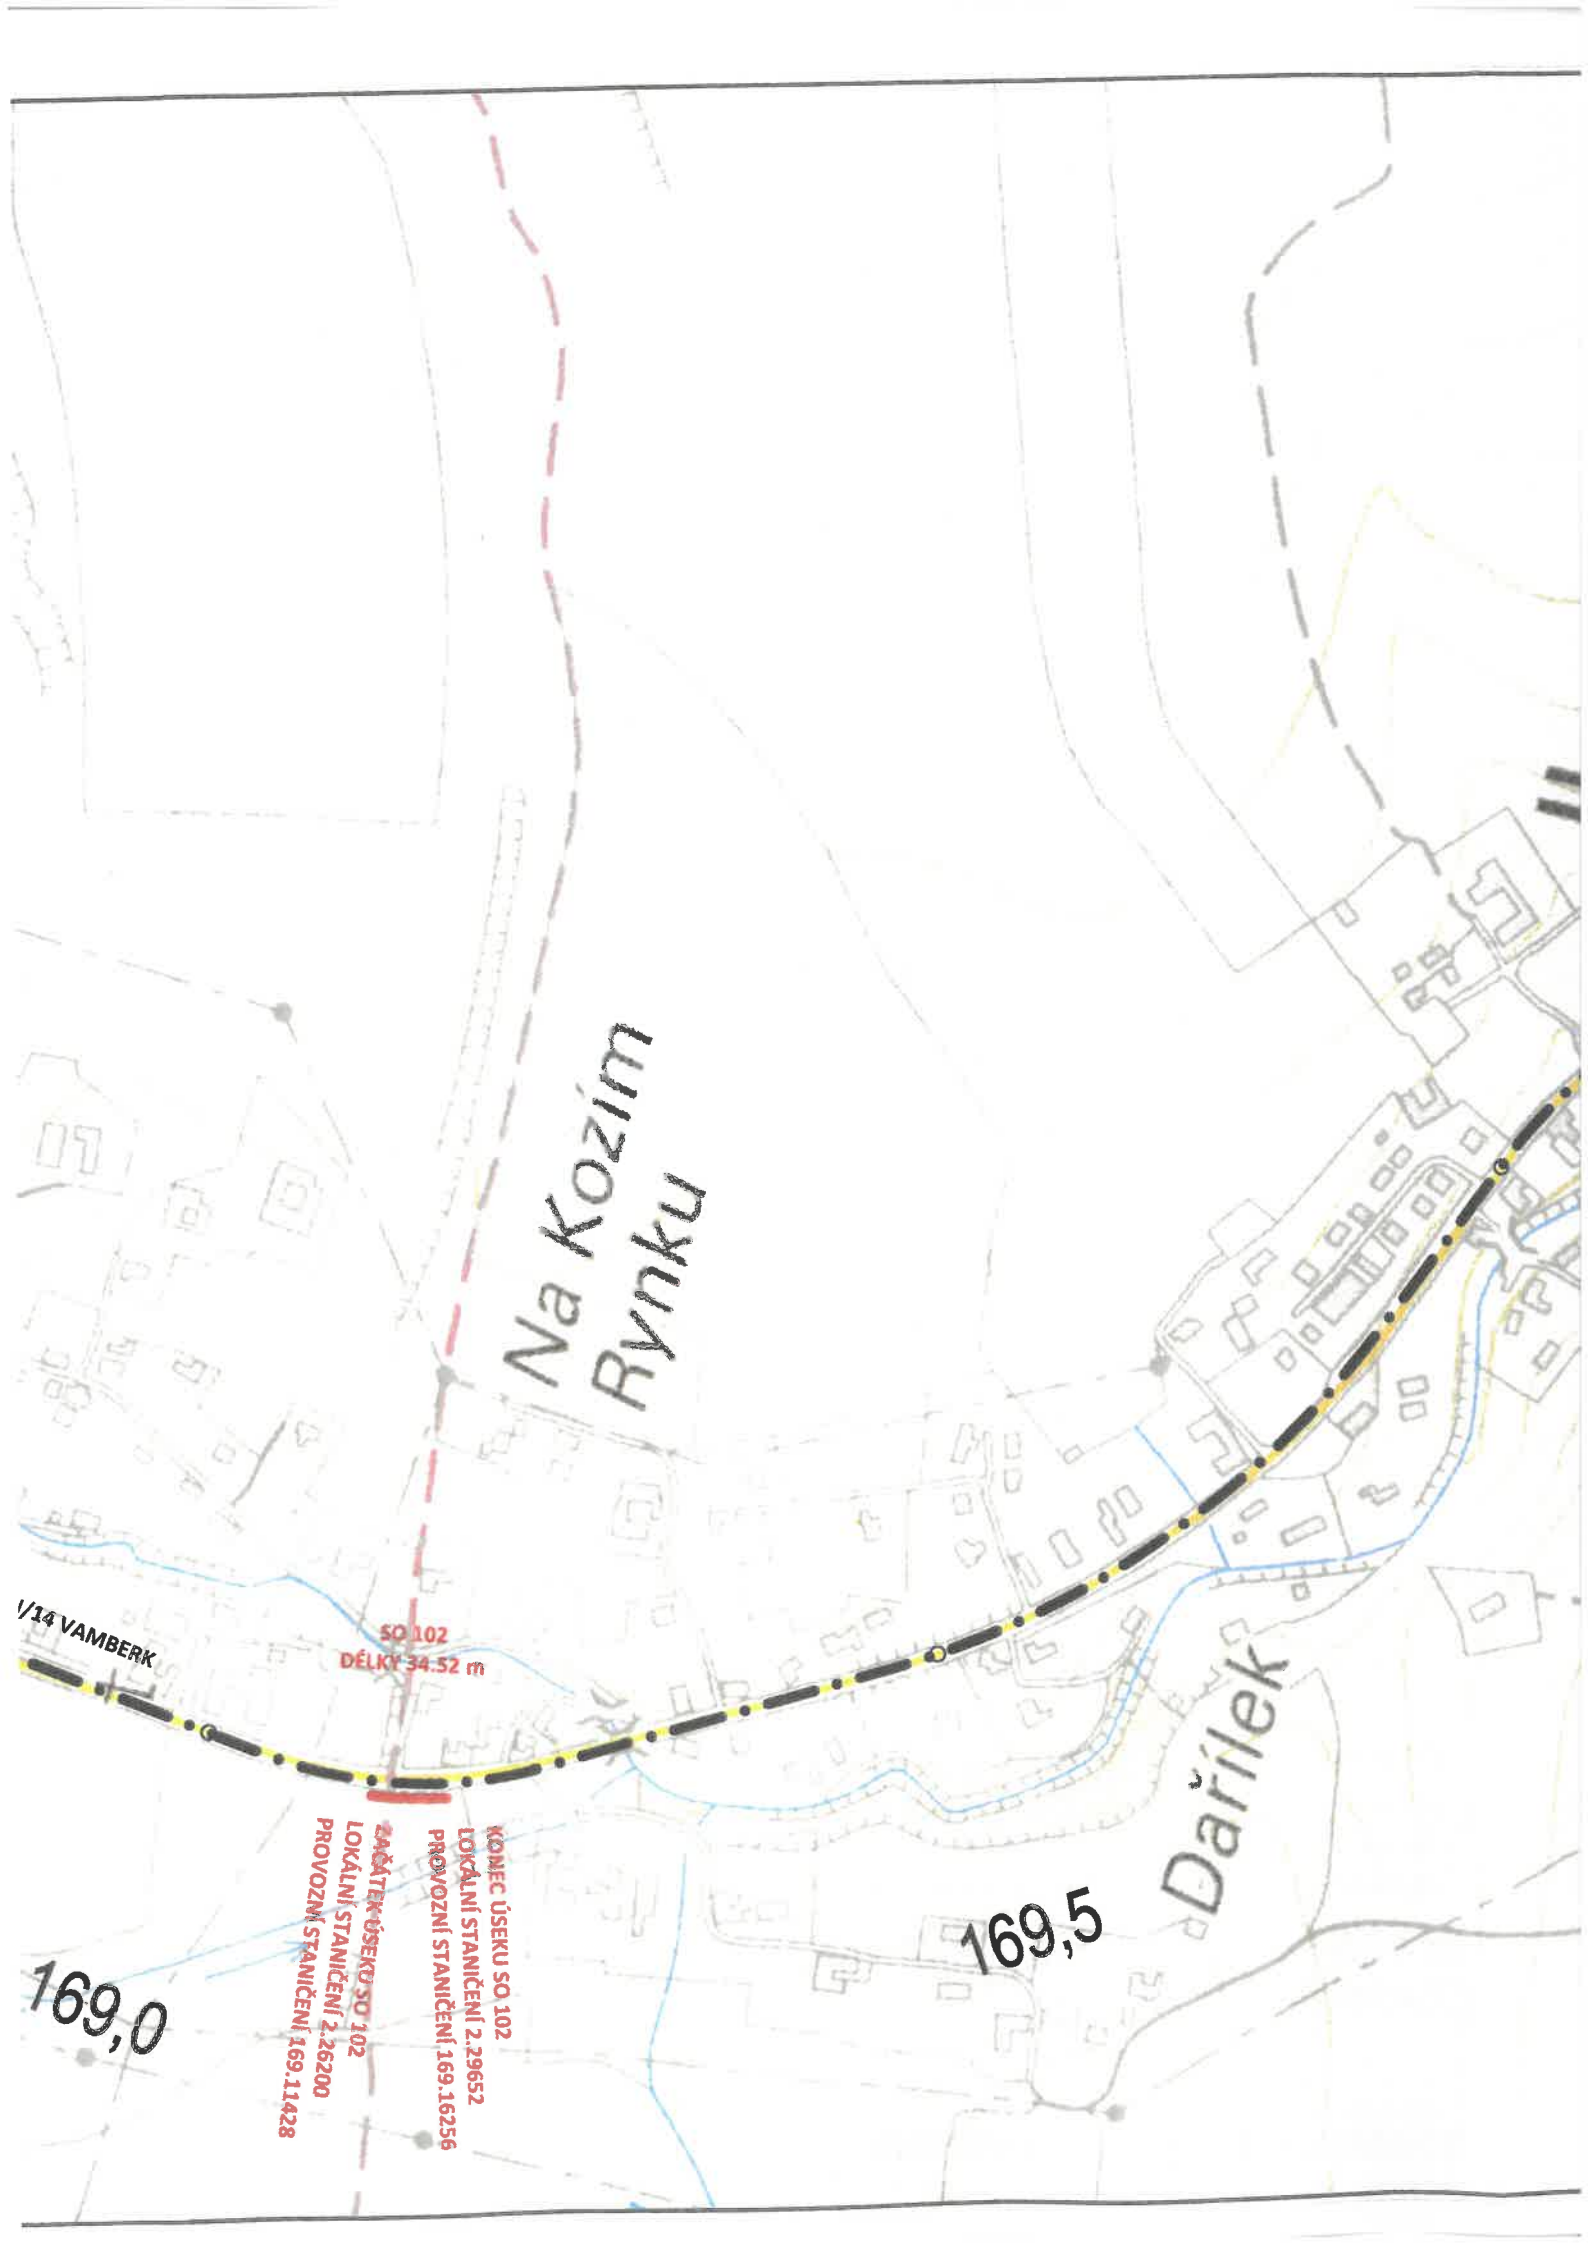 Na Kozím
Rynku
I/14 VAMBERK
SO 102
DÉLKY 34.52 m
KONEC ÚSEKU SO 102
LOKÁLNÍ STANIČENÍ 2.29652
PROVOZNÍ STANIČENÍ 169.16256
ZAČÁTEK ÚSEKU SO 102
LOKÁLNÍ STANIČENÍ 2.26200
PROVOZNÍ STANIČENÍ 169.11428
Dařílek
169,5
169,0